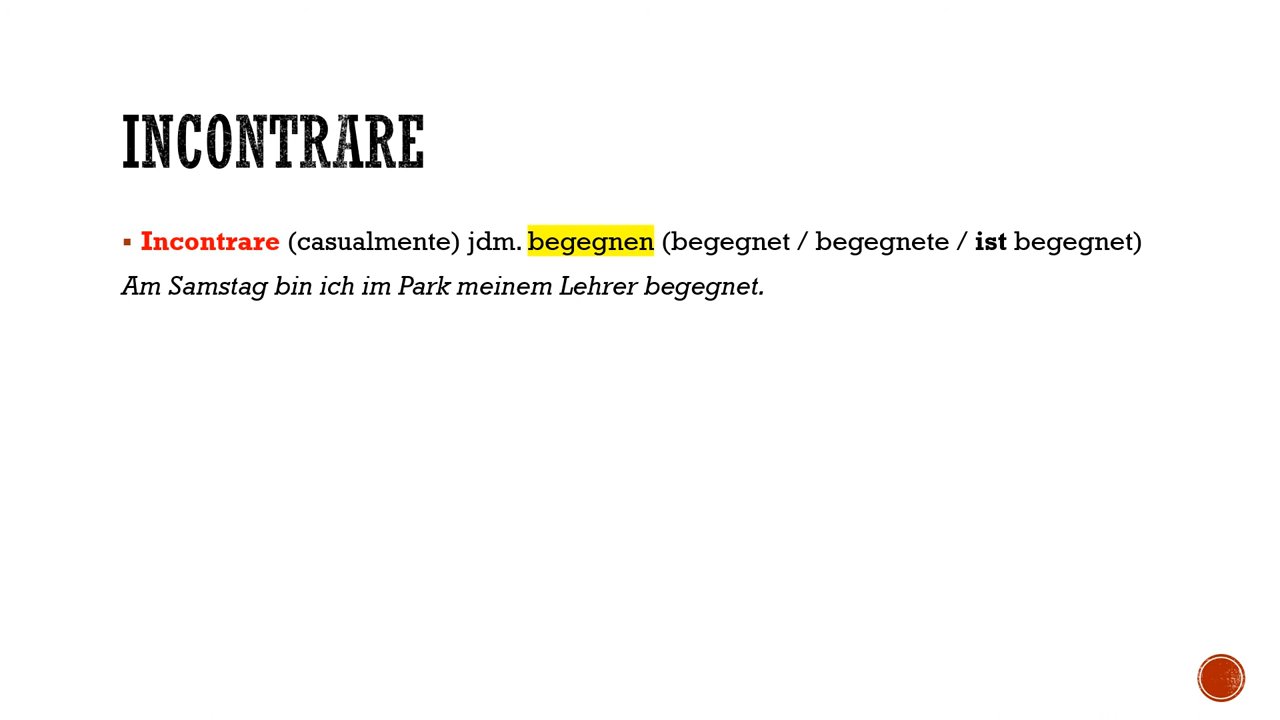 INCONTRARE
▪ Incontrare (casualmente) jdm. begegnen (begegnet / begegnete / ist begegnet)
Am Samstag bin ich im Park meinem Lehrer begegnet.